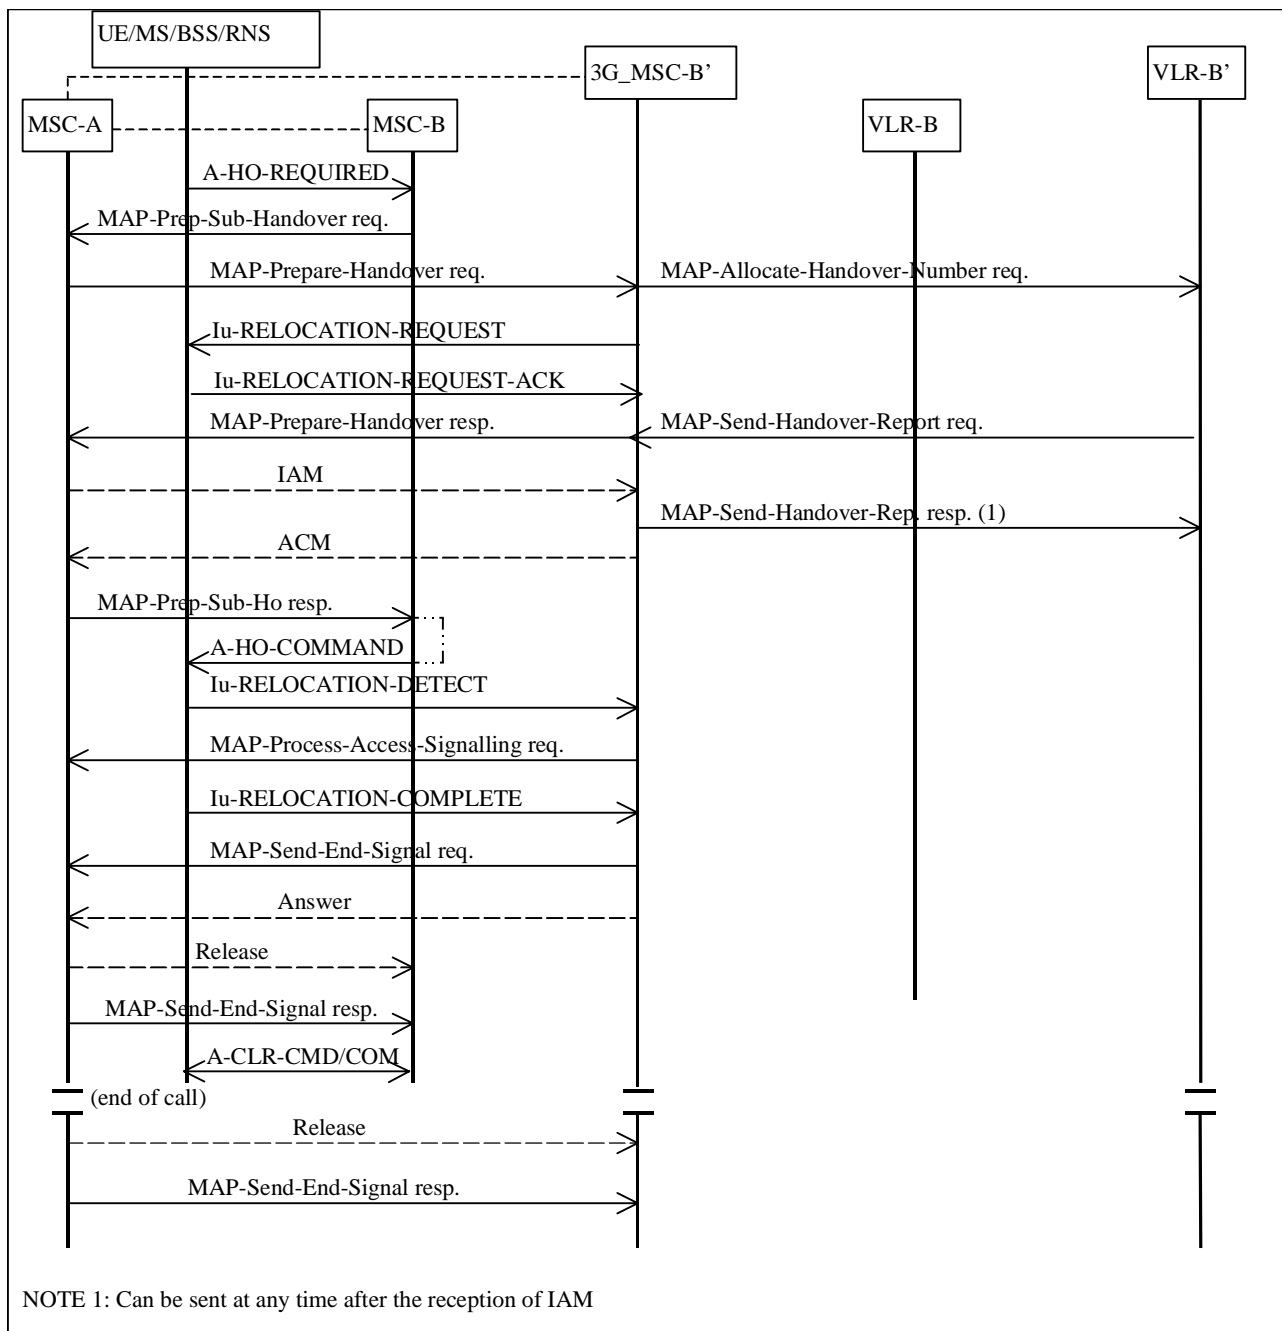 UE/MS/BSS/RNS
3G_MSC-B’
VLR-B’
MSC-A
MSC-B
VLR-B
A-HO-REQUIRED
MAP-Prep-Sub-Handover req.
MAP-Prepare-Handover req.
MAP-Allocate-Handover-Number req.
Iu-RELOCATION-REQUEST
Iu-RELOCATION-REQUEST-ACK
MAP-Prepare-Handover resp.
MAP-Send-Handover-Report req.
IAM
MAP-Send-Handover-Rep. resp. (1)
ACM
MAP-Prep-Sub-Ho resp.
A-HO-COMMAND
Iu-RELOCATION-DETECT
MAP-Process-Access-Signalling req.
Iu-RELOCATION-COMPLETE
MAP-Send-End-Signal req.
Answer
Release
MAP-Send-End-Signal resp.
A-CLR-CMD/COM
(end of call)
Release
MAP-Send-End-Signal resp.
NOTE 1: Can be sent at any time after the reception of IAM